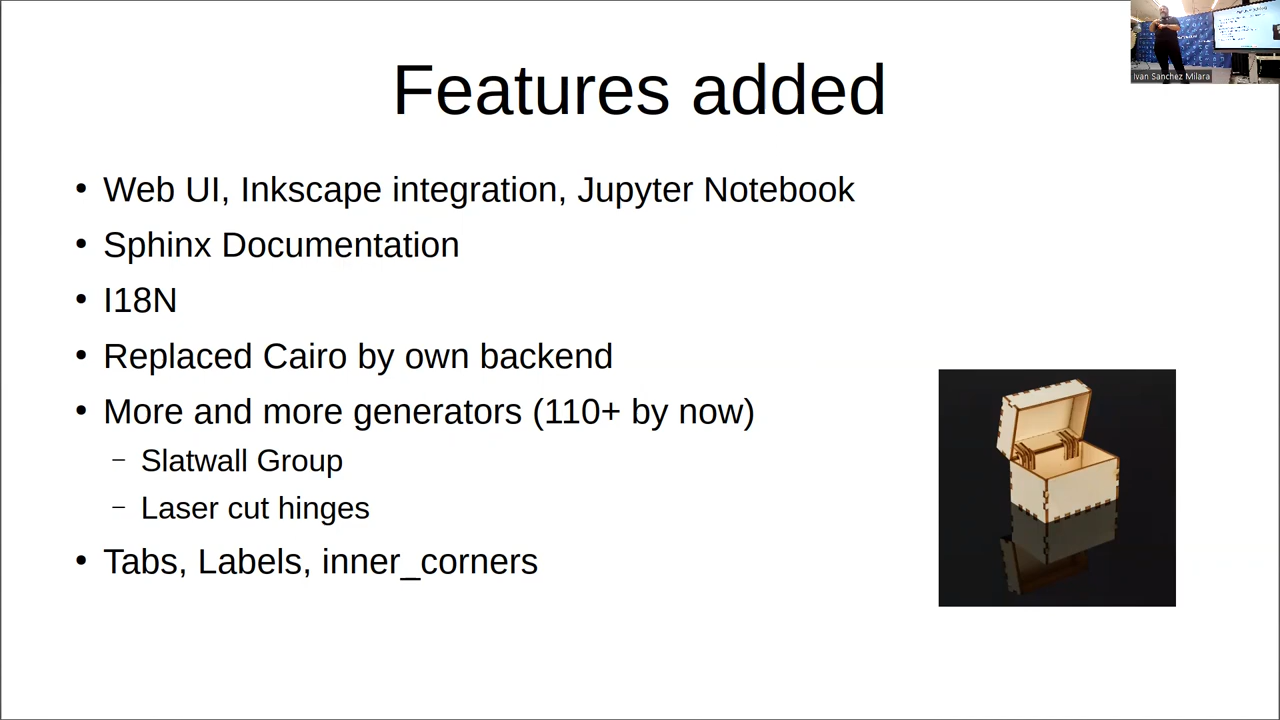 Ivan Sanchez Milara
Features added
• Web UI, Inkscape integration, Jupyter Notebook
• Sphinx Documentation
• I18N
• Replaced Cairo by own backend
• More and more generators (110+ by now)
– Slatwall Group
– Laser cut hinges
• Tabs, Labels, inner_corners